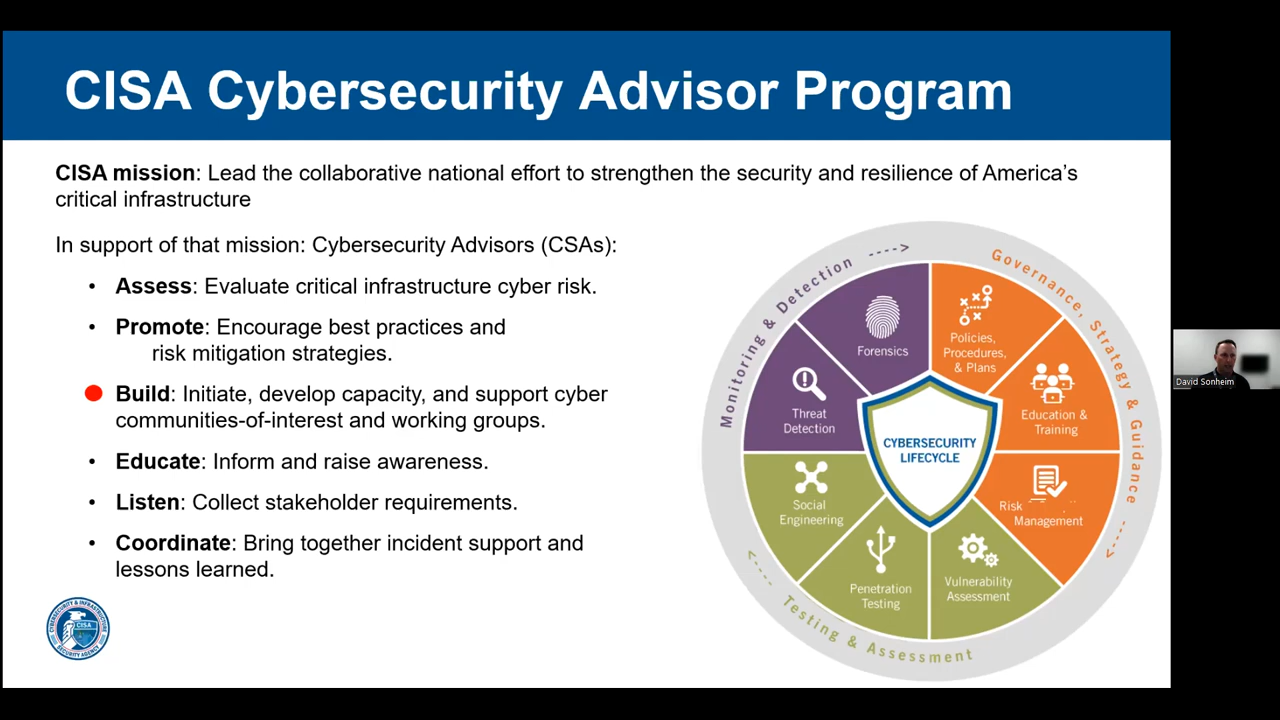 CISA Cybersecurity Advisor Program
CISA mission: Lead the collaborative national effort to strengthen the security and resilience of America's
critical infrastructure
In support of that mission: Cybersecurity Advisors (CSAs):
• Assess: Evaluate critical infrastructure cyber risk.
• Promote: Encourage best practices and
risk mitigation strategies.
Build: Initiate, develop capacity, and support cyber
communities-of-interest and working groups.
• Educate: Inform and raise awareness.
• Listen: Collect stakeholder requirements.
• Coordinate: Bring together incident support and
lessons learned.
CYBERSECURITY & INFRASTRUCTURE
CISA
SECURITY AGENCY
Monitoring & Detection ---->
Governance, Strategy & Guidance ---->
Testing & Assessment ---->
Forensics
Policies,
Procedures,
& Plans
Threat
Detection
Education &
Training
CYBERSECURITY
LIFECYCLE
Social
Engineering
Risk
Management
Penetration
Testing
Vulnerability
Assessment
David Sonheim